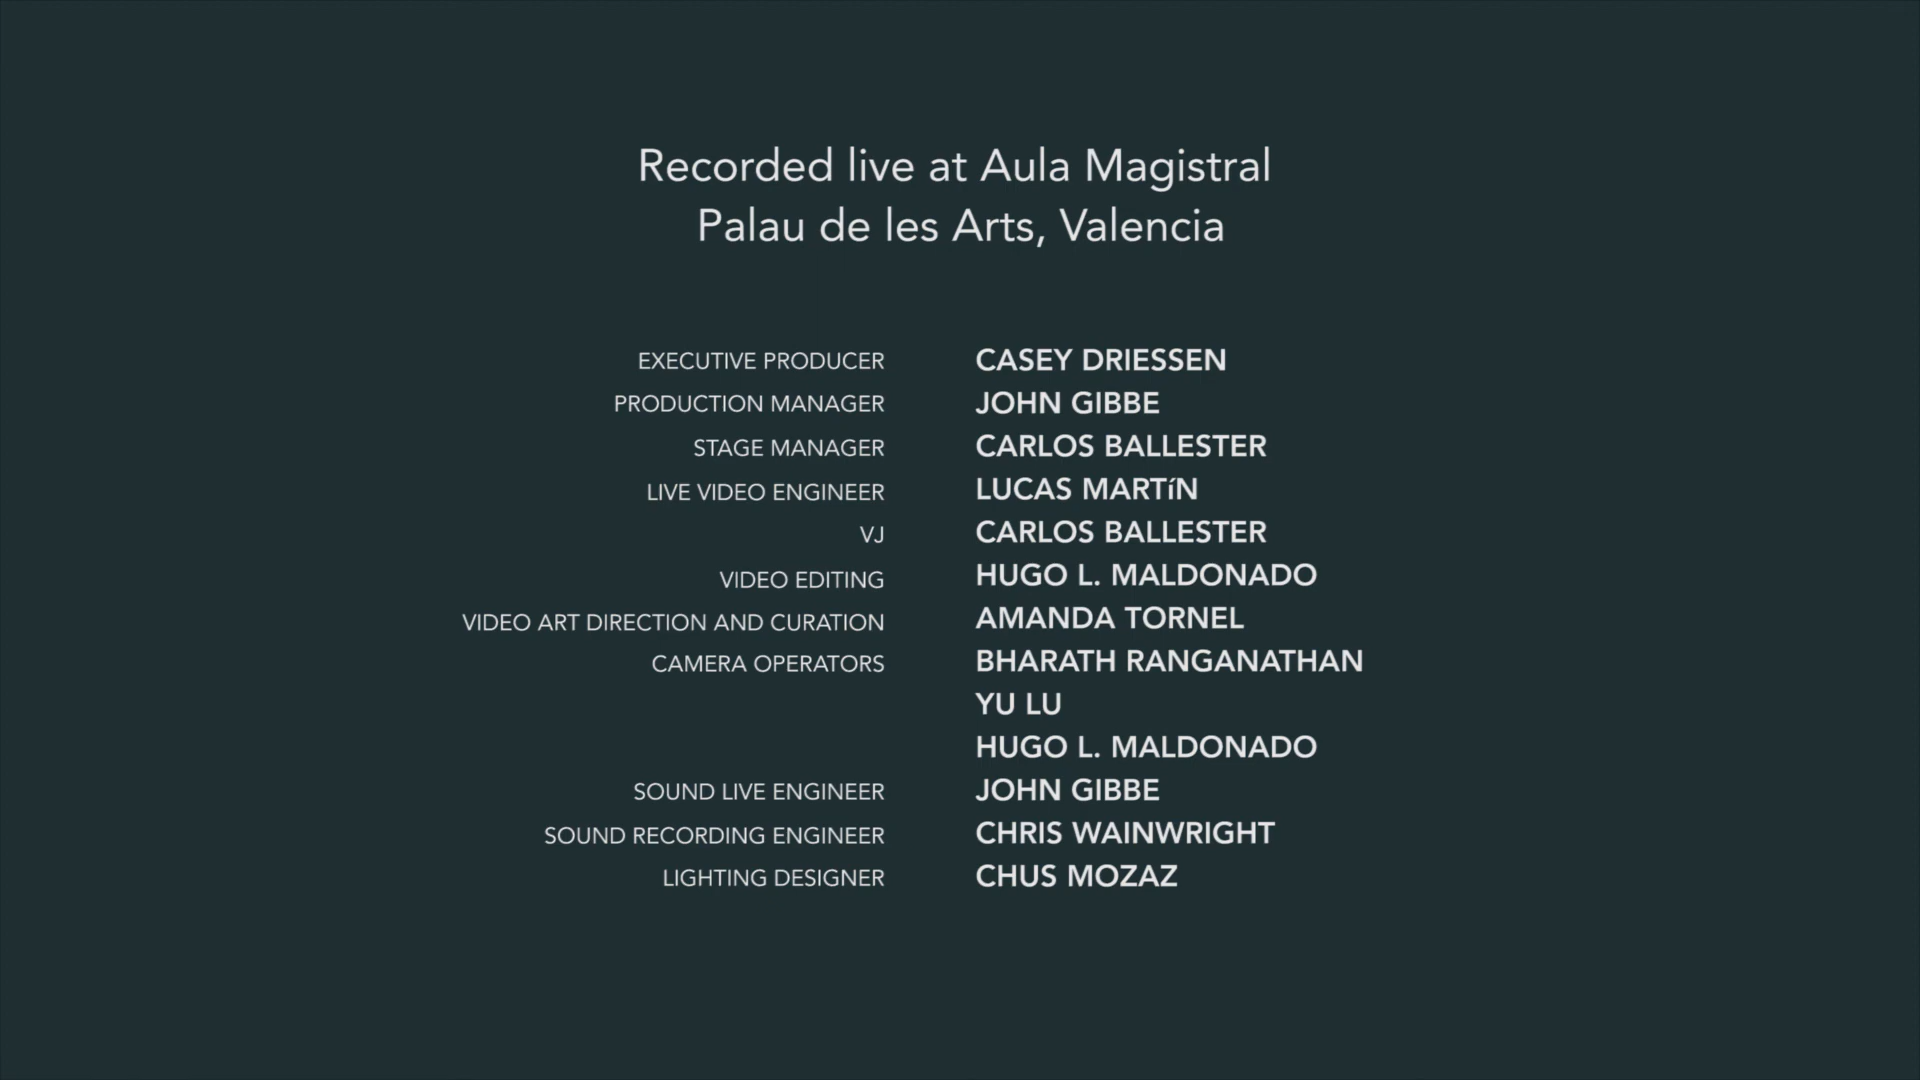 Recorded live at Aula Magistral
Palau de les Arts, Valencia
EXECUTIVE PRODUCER CASEY DRIESSEN
PRODUCTION MANAGER JOHN GIBBE
STAGE MANAGER CARLOS BALLESTER
LIVE VIDEO ENGINEER LUCAS MARTíN
VJ CARLOS BALLESTER
VIDEO EDITING HUGO L. MALDONADO
VIDEO ART DIRECTION AND CURATION AMANDA TORNEL
CAMERA OPERATORS BHARATH RANGANATHAN
YU LU
HUGO L. MALDONADO
SOUND LIVE ENGINEER JOHN GIBBE
SOUND RECORDING ENGINEER CHRIS WAINWRIGHT
LIGHTING DESIGNER CHUS MOZAZ